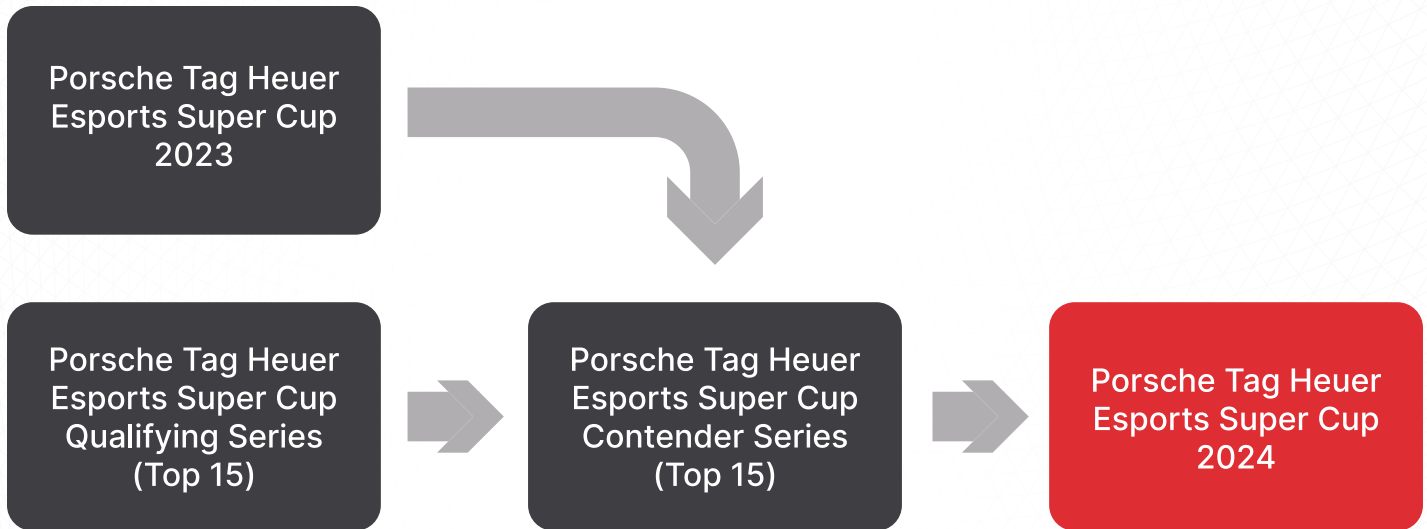 Porsche Tag Heuer
Esports Super Cup
2023
Porsche Tag Heuer
Esports Super Cup
Qualifying Series
(Top 15)
Porsche Tag Heuer
Esports Super Cup
Contender Series
(Top 15)
Porsche Tag Heuer
Esports Super Cup
2024